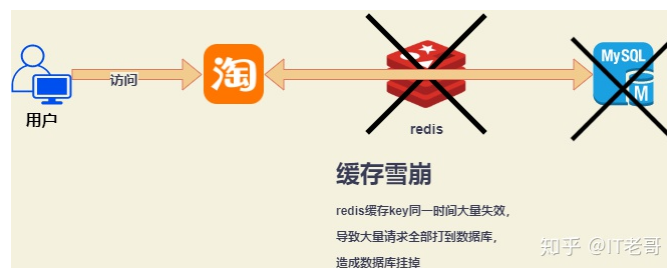 访问
淘
MySQL
M
用户
redis
缓存雪崩
redis缓存key同一时间大量失效，
导致大量请求全部打到数据库，
造成数据库挂掉
知乎 @IT老哥